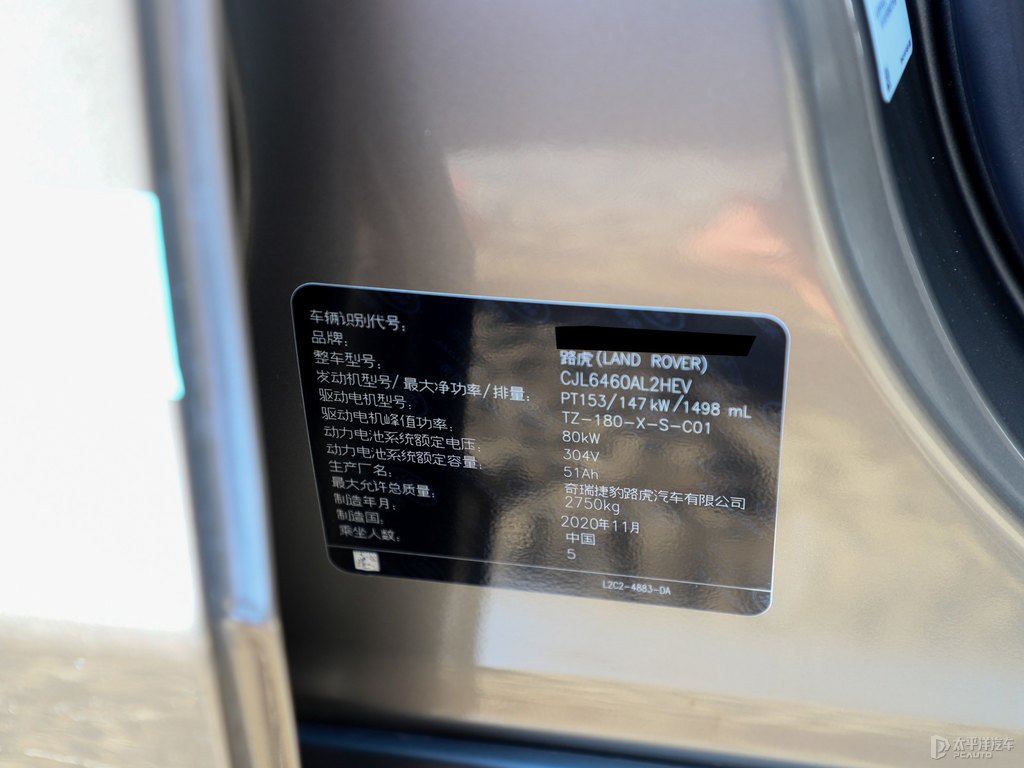 车辆识别代号:
品牌: 路虎(LAND ROVER)
整车型号: CJL6460AL2HEV
发动机型号/最大净功率/排量: PT153/147kW/1498 mL
驱动电机型号: TZ-180-X-S-C01
驱动电机峰值功率: 80kW
动力电池系统额定电压: 304V
动力电池系统额定容量: 51Ah
生产厂名: 奇瑞捷豹路虎汽车有限公司
最大允许总质量: 2750kg
制造年月: 2020年11月
制造国: 中国
乘坐人数: 5
L2C2-4883-DA
太平洋汽车
PCAUTO